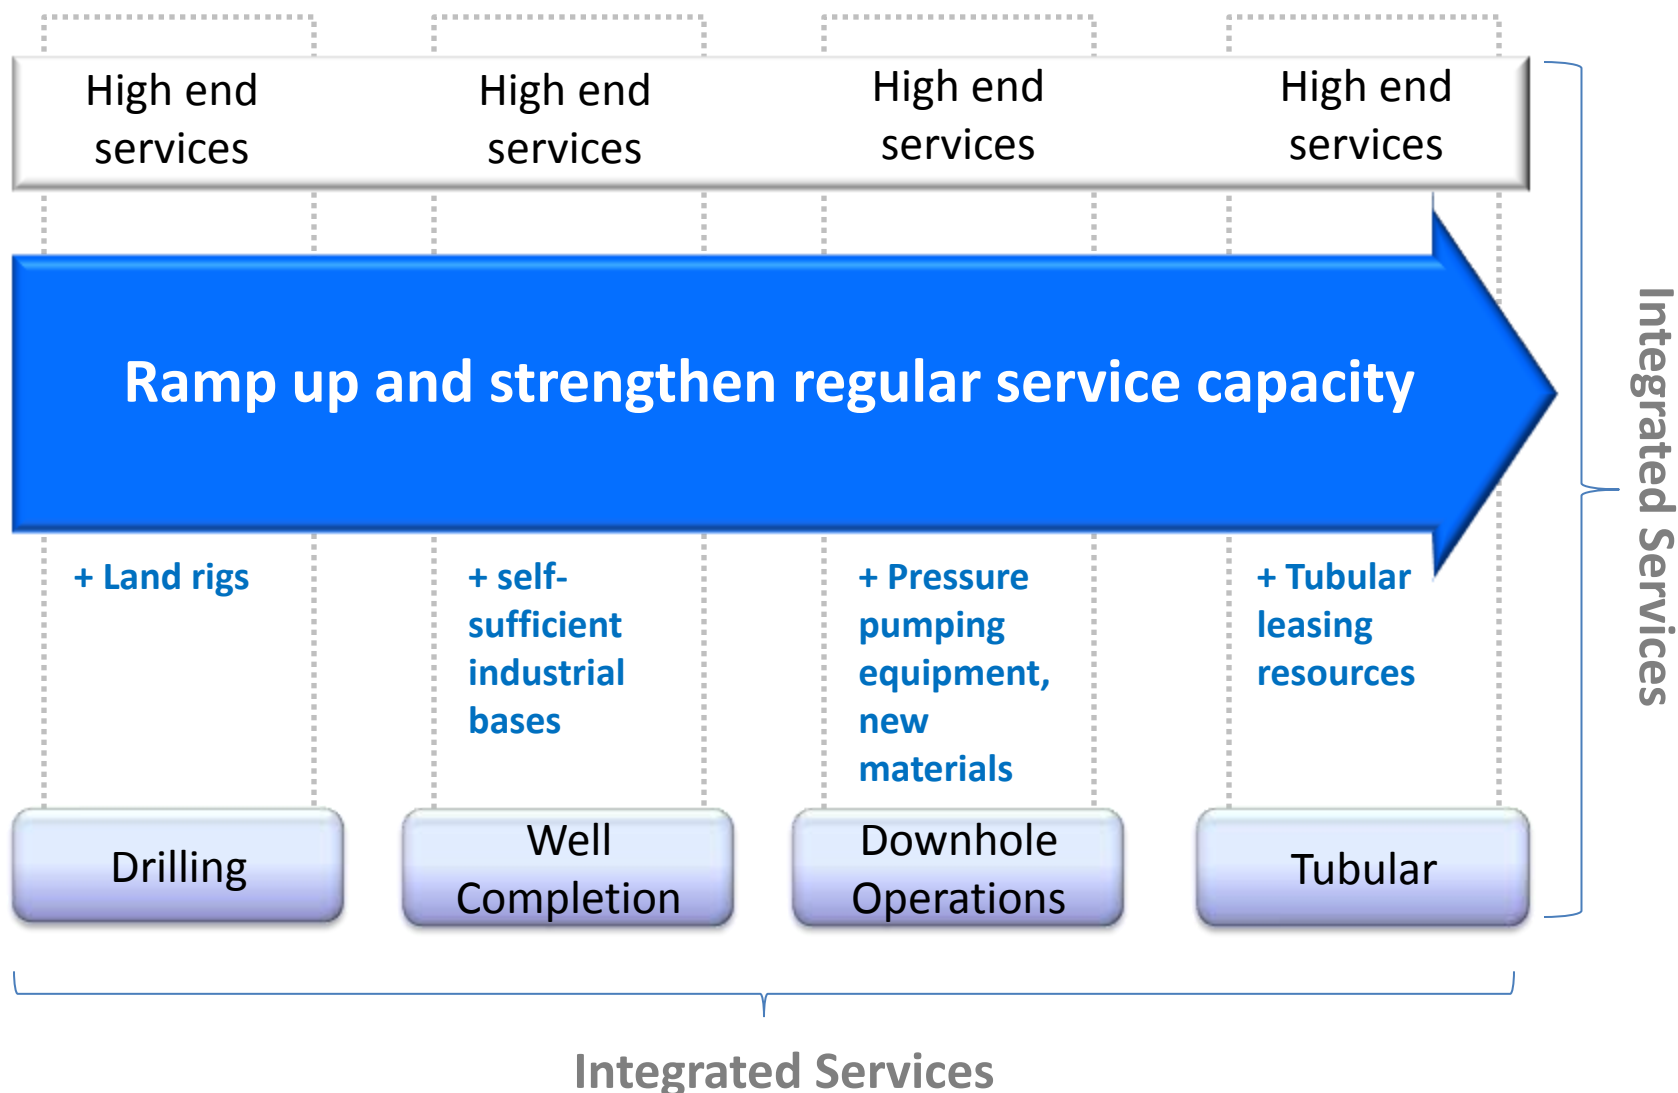 High end
services
High end
services
High end
services
High end
services
Ramp up and strengthen regular service capacity
+ Land rigs
+ self-
sufficient
industrial
bases
+ Pressure
pumping
equipment,
new
materials
+ Tubular
leasing
resources
Drilling
Well
Completion
Downhole
Operations
Tubular
Integrated Services
Integrated Services